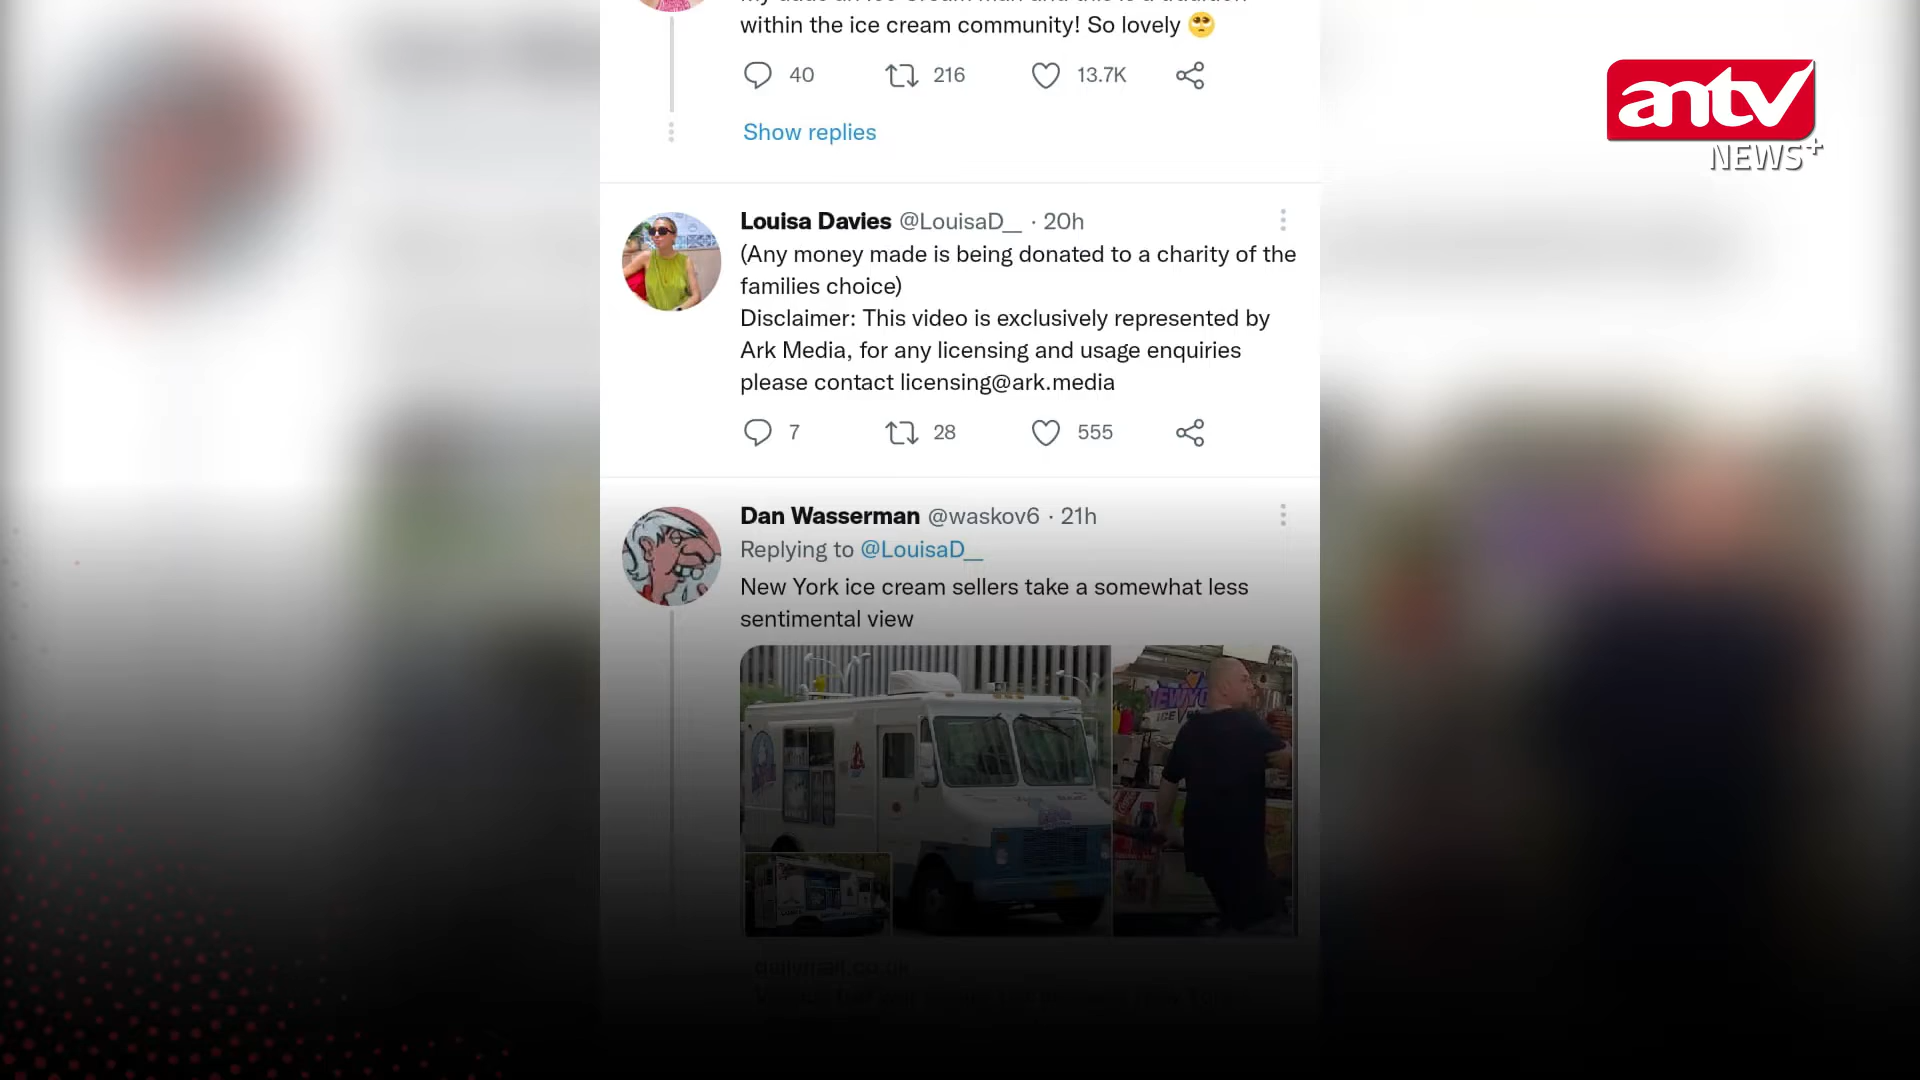 within the ice cream community! So lovely 🥺
40 216 13.7K
Show replies
antv
NEWS+
Louisa Davies @LouisaD__ · 20h
(Any money made is being donated to a charity of the
families choice)
Disclaimer: This video is exclusively represented by
Ark Media, for any licensing and usage enquiries
please contact licensing@ark.media
7 28 555
Dan Wasserman @waskov6 · 21h
Replying to @LouisaD__
New York ice cream sellers take a somewhat less
sentimental view
dailymail.co.uk